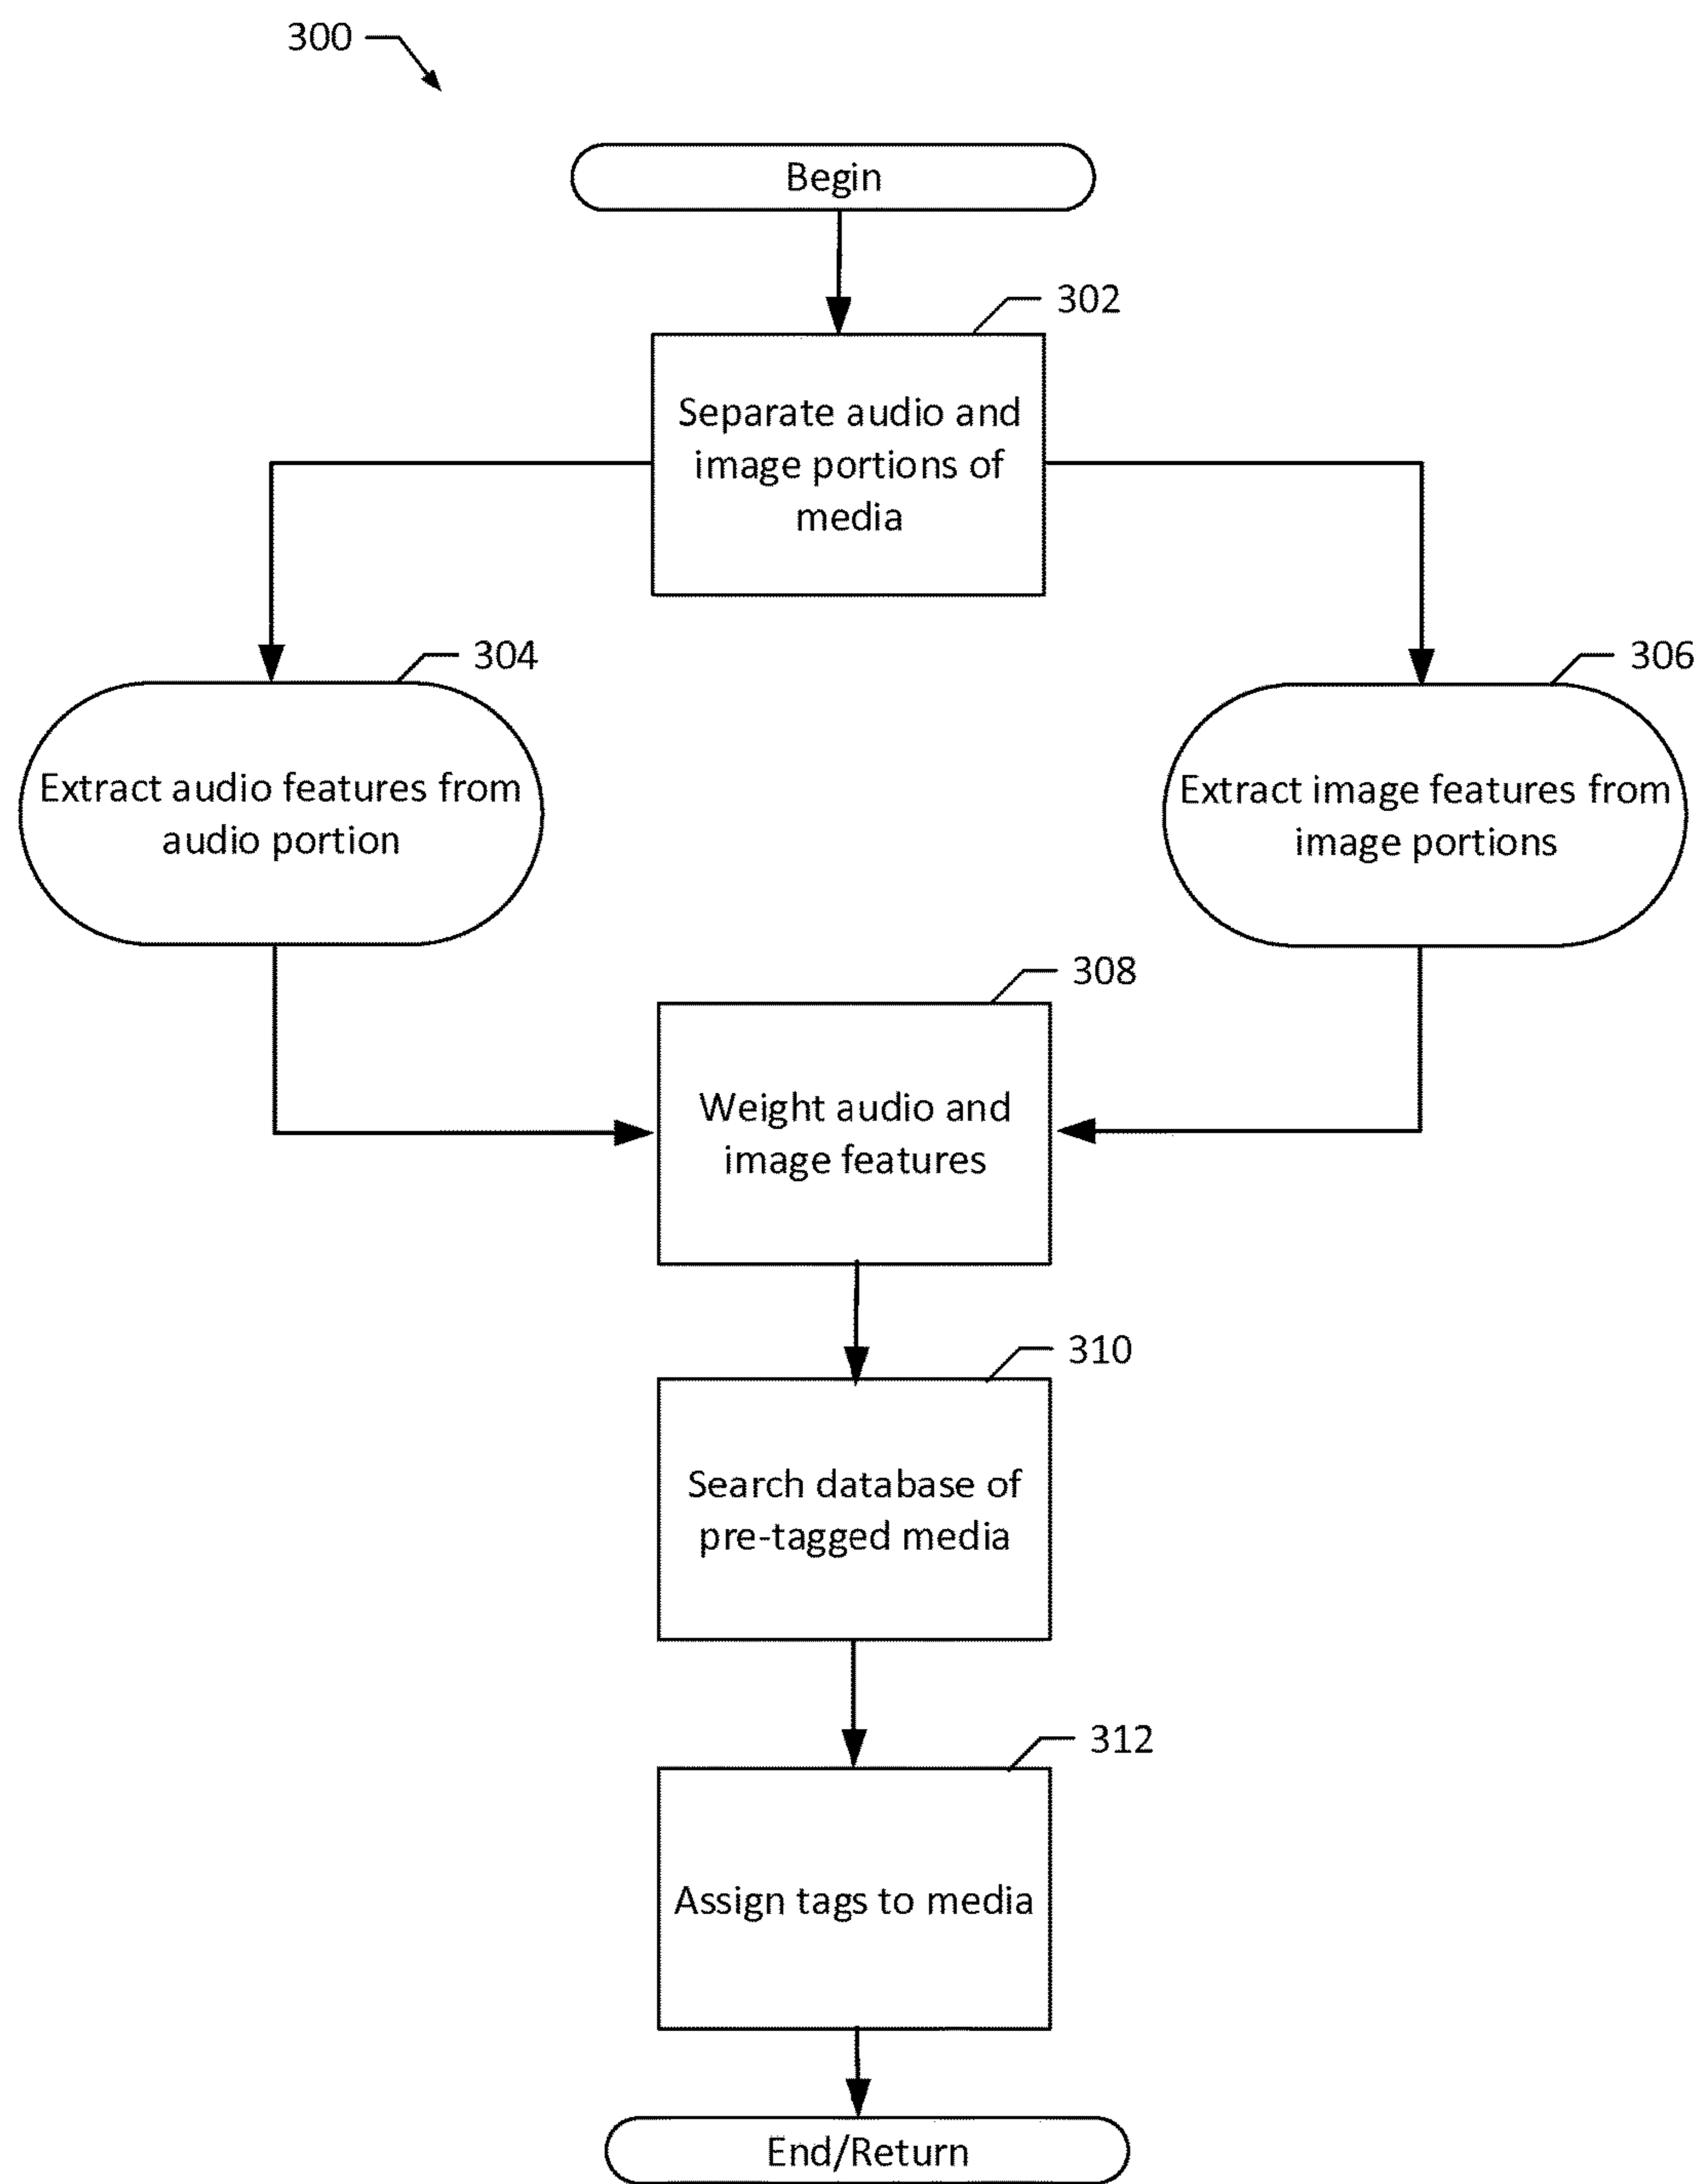 300
Begin
302
Separate audio and
image portions of
media
304
Extract audio features from
audio portion
306
Extract image features from
image portions
308
Weight audio and
image features
310
Search database of
pre-tagged media
312
Assign tags to media
End/Return